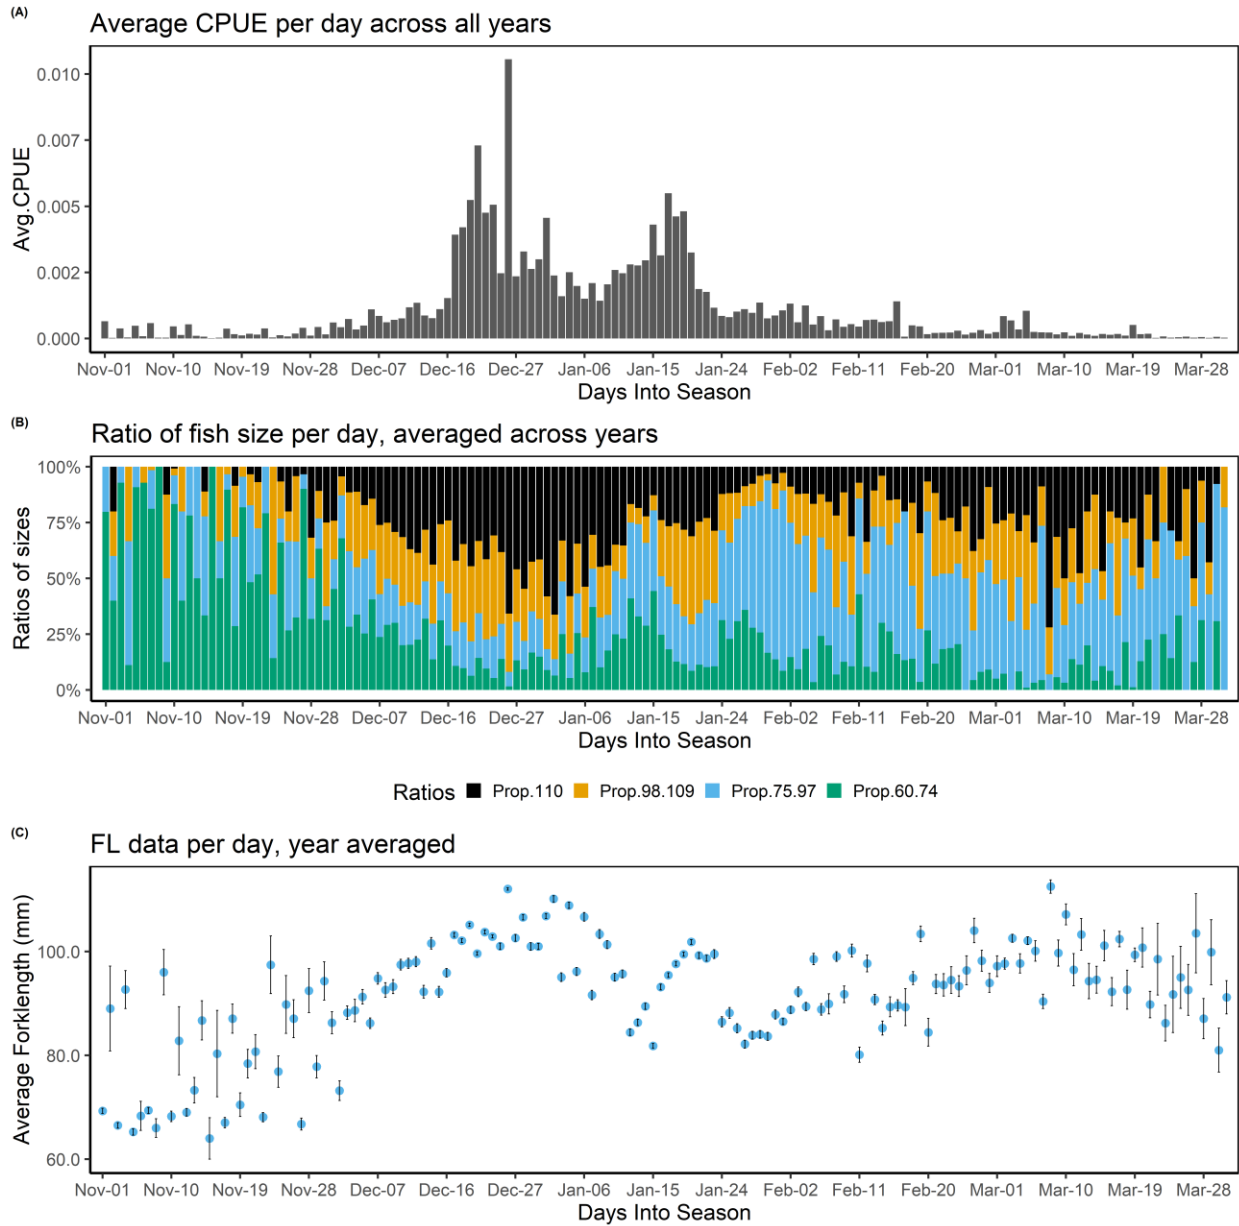 (A)
Average CPUE per day across all years
Avg.CPUE
0.010
0.007
0.005
0.002
0.000
Nov-01 Nov-10 Nov-19 Nov-28 Dec-07 Dec-16 Dec-27 Jan-06 Jan-15 Jan-24 Feb-02 Feb-11 Feb-20 Mar-01 Mar-10 Mar-19 Mar-28
Days Into Season
(B)
Ratio of fish size per day, averaged across years
Ratios of sizes
100%
75%
50%
25%
0%
Nov-01 Nov-10 Nov-19 Nov-28 Dec-07 Dec-16 Dec-27 Jan-06 Jan-15 Jan-24 Feb-02 Feb-11 Feb-20 Mar-01 Mar-10 Mar-19 Mar-28
Days Into Season
Ratios Prop.110 Prop.98.109 Prop.75.97 Prop.60.74
(C)
FL data per day, year averaged
Average Forklength (mm)
100.0
80.0
60.0
Nov-01 Nov-10 Nov-19 Nov-28 Dec-07 Dec-16 Dec-27 Jan-06 Jan-15 Jan-24 Feb-02 Feb-11 Feb-20 Mar-01 Mar-10 Mar-19 Mar-28
Days Into Season